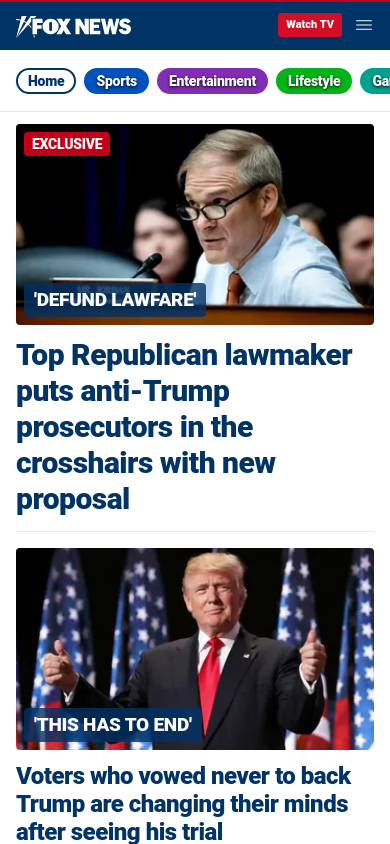 FOX NEWS
Watch TV
Home
Sports
Entertainment
Lifestyle
EXCLUSIVE
'DEFUND LAWFARE'
Top Republican lawmaker
puts anti-Trump
prosecutors in the
crosshairs with new
proposal
'THIS HAS TO END'
Voters who vowed never to back
Trump are changing their minds
after seeing his trial